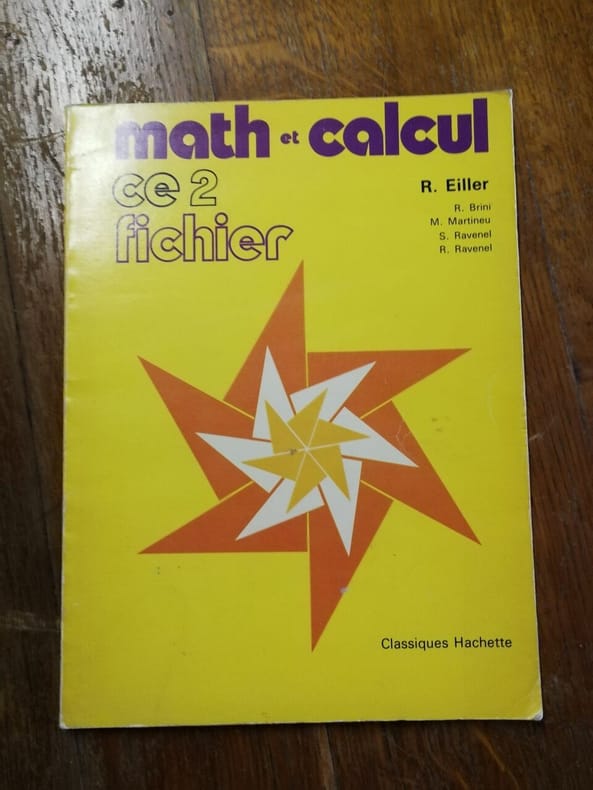 math et calcul
ce 2
fichier
R. Eiller
R. Brini
M. Martineu
S. Ravenel
R. Ravenel
Classiques Hachette